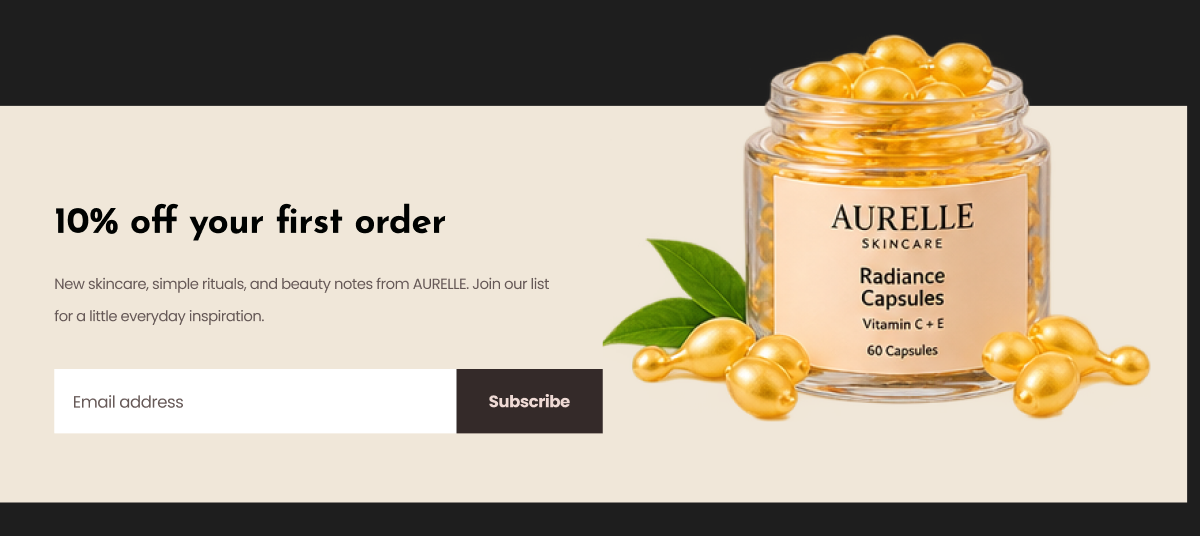 10% off your first order
New skincare, simple rituals, and beauty notes from AURELLE. Join our list
for a little everyday inspiration.
Email address
Subscribe
AURELLE
SKINCARE
Radiance
Capsules
Vitamin C + E
60 Capsules